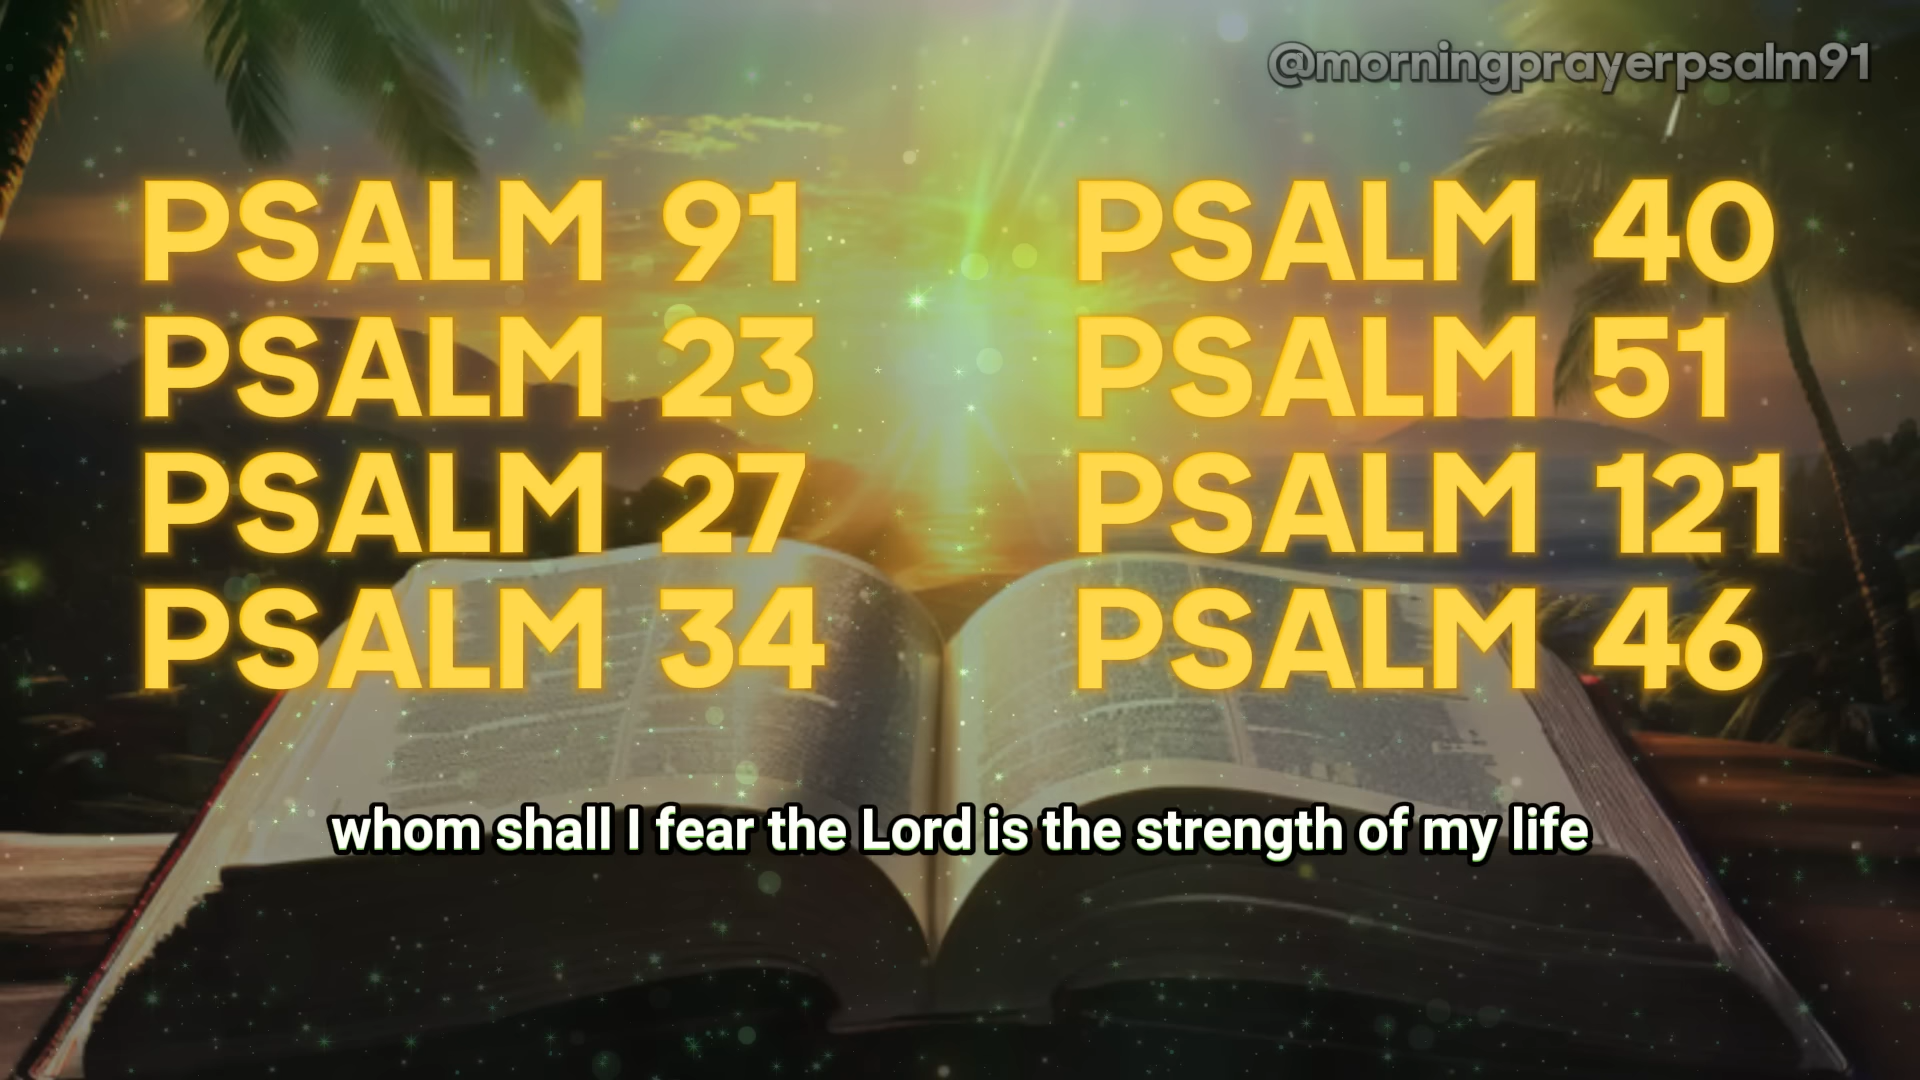 @morningprayerpsalm91
PSALM 91
PSALM 23
PSALM 27
PSALM 34
PSALM 40
PSALM 51
PSALM 121
PSALM 46
whom shall I fear the Lord is the strength of my life